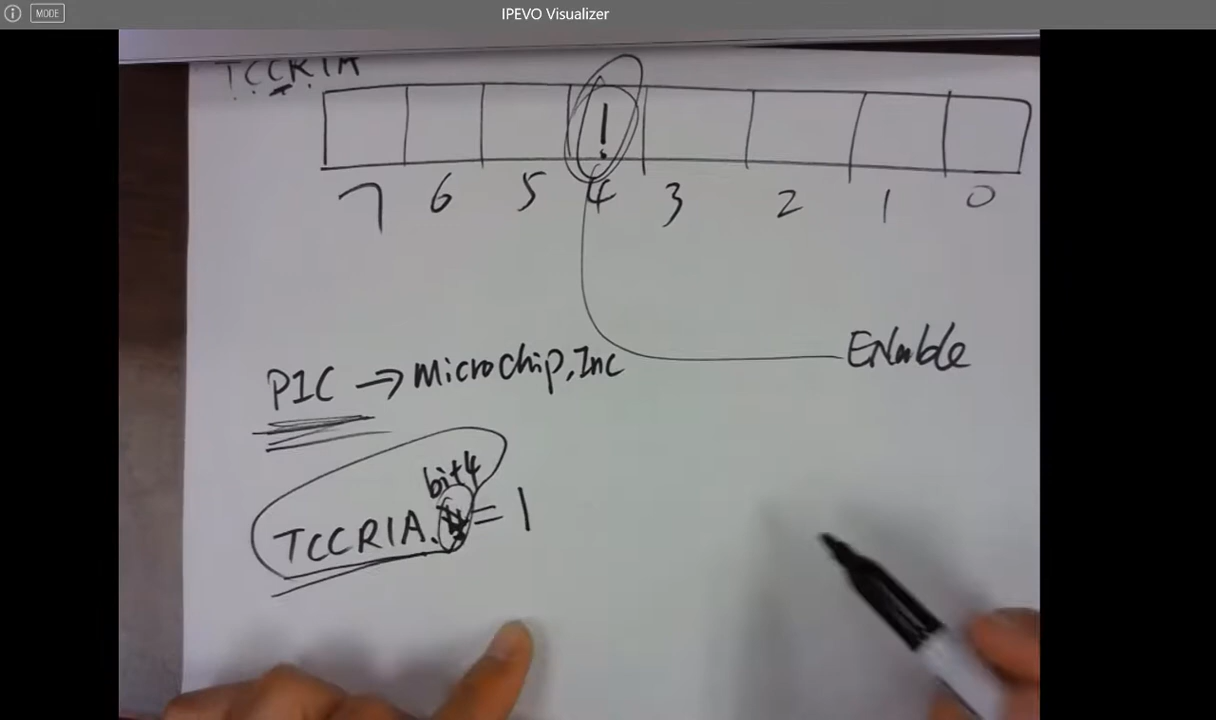 IPEVO Visualizer
MODE
TCCR1A
!
7 6 5 4 3 2 1 0
ENable
PIC → Microchip, Inc
bit4
TCCR1A. = 1